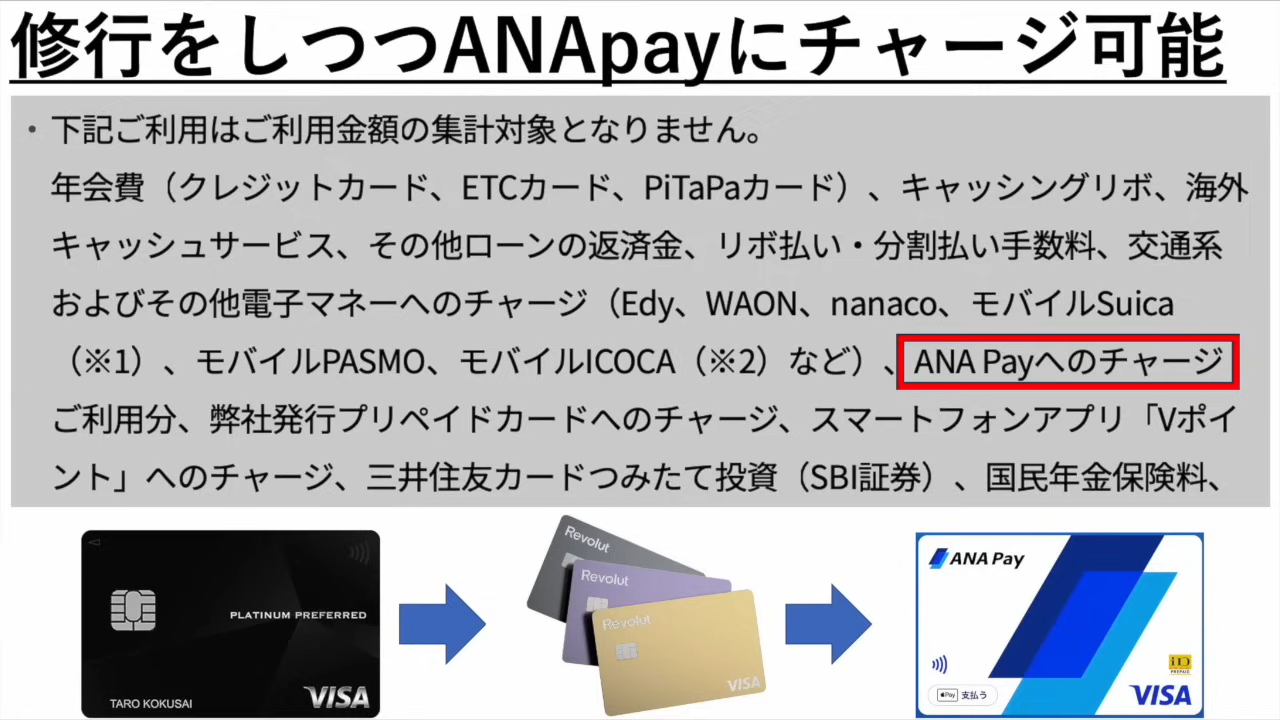 修行をしつつANApayにチャージ可能
・下記ご利用はご利用金額の集計対象となりません。
年会費（クレジットカード、ETCカード、PiTaPaカード）、キャッシングリボ、海外
キャッシュサービス、その他ローンの返済金、リボ払い・分割払い手数料、交通系
およびその他電子マネーへのチャージ（Edy、WAON、nanaco、モバイルSuica
（※1）、モバイルPASMO、モバイルICOCA（※2）など）、ANA Payへのチャージ
ご利用分、弊社発行プリペイドカードへのチャージ、スマートフォンアプリ「Vポイ
ント」へのチャージ、三井住友カードつみたて投資（SBI証券）、国民年金保険料、
PLATINUM PREFERRED
TARO KOKUSAI
VISA
Revolut
Revolut
Revolut
VISA
ANA Pay
iD
PREPAID
Pay 支払う
VISA